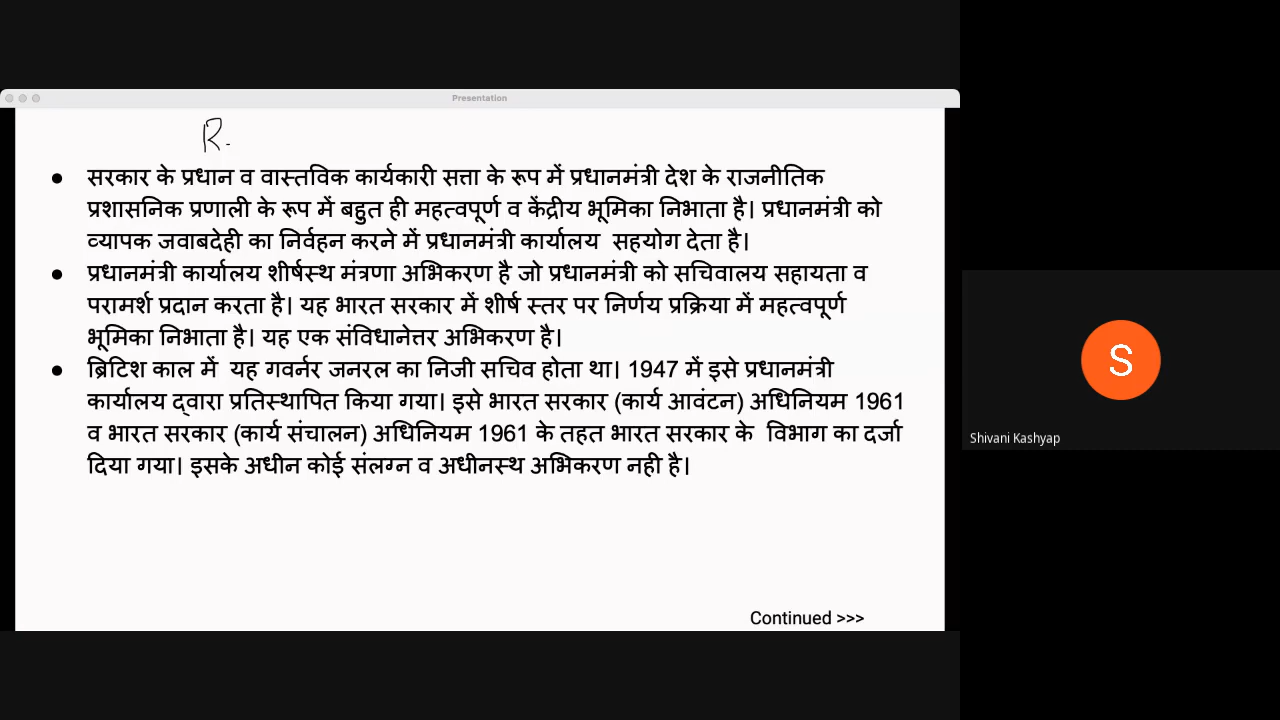 Presentation
R.
● सरकार के प्रधान व वास्तविक कार्यकारी सत्ता के रूप में प्रधानमंत्री देश के राजनीतिक
प्रशासनिक प्रणाली के रूप में बहुत ही महत्वपूर्ण व केंद्रीय भूमिका निभाता है। प्रधानमंत्री को
व्यापक जवाबदेही का निर्वहन करने में प्रधानमंत्री कार्यालय सहयोग देता है।
● प्रधानमंत्री कार्यालय शीर्षस्थ मंत्रणा अभिकरण है जो प्रधानमंत्री को सचिवालय सहायता व
परामर्श प्रदान करता है। यह भारत सरकार में शीर्ष स्तर पर निर्णय प्रक्रिया में महत्वपूर्ण
भूमिका निभाता है। यह एक संविधानेत्तर अभिकरण है।
● ब्रिटिश काल में यह गवर्नर जनरल का निजी सचिव होता था। 1947 में इसे प्रधानमंत्री
कार्यालय द्वारा प्रतिस्थापित किया गया। इसे भारत सरकार (कार्य आवंटन) अधिनियम 1961
व भारत सरकार (कार्य संचालन) अधिनियम 1961 के तहत भारत सरकार के विभाग का दर्जा
दिया गया। इसके अधीन कोई संलग्न व अधीनस्थ अभिकरण नही है।
Continued >>>
S
Shivani Kashyap